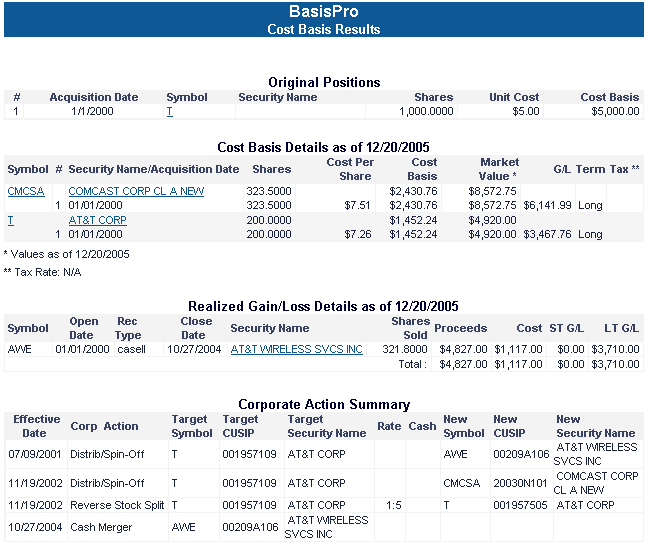 BasisPro
Cost Basis Results
Original Positions
# Acquisition Date Symbol Security Name Shares Unit Cost Cost Basis
1 1/1/2000 T 1,000.0000 $5.00 $5,000.00
Cost Basis Details as of 12/20/2005
Symbol # Security Name/Acquisition Date Shares Cost Per Share Cost Basis Market Value * G/L Term Tax **
CMCSA COMCAST CORP CL A NEW 323.5000 $2,430.76 $8,572.75
1 01/01/2000 323.5000 $7.51 $2,430.76 $8,572.75 $6,141.99 Long
T AT&T CORP 200.0000 $1,452.24 $4,920.00
1 01/01/2000 200.0000 $7.26 $1,452.24 $4,920.00 $3,467.76 Long
* Values as of 12/20/2005
** Tax Rate: N/A
Realized Gain/Loss Details as of 12/20/2005
Symbol Open Date Rec Type Close Date Security Name Shares Sold Proceeds Cost ST G/L LT G/L
AWE 01/01/2000 casell 10/27/2004 AT&T WIRELESS SVCS INC 321.8000 $4,827.00 $1,117.00 $0.00 $3,710.00
Total : $4,827.00 $1,117.00 $0.00 $3,710.00
Corporate Action Summary
Effective Date Corp Action Target Symbol Target CUSIP Target Security Name Rate Cash New Symbol New CUSIP New Security Name
07/09/2001 Distrib/Spin-Off T 001957109 AT&T CORP AWE 00209A106 AT&T WIRELESS SVCS INC
11/19/2002 Distrib/Spin-Off T 001957109 AT&T CORP CMCSA 20030N101 COMCAST CORP CL A NEW
11/19/2002 Reverse Stock Split T 001957109 AT&T CORP 1:5 T 001957505 AT&T CORP
10/27/2004 Cash Merger AWE 00209A106 AT&T WIRELESS SVCS INC